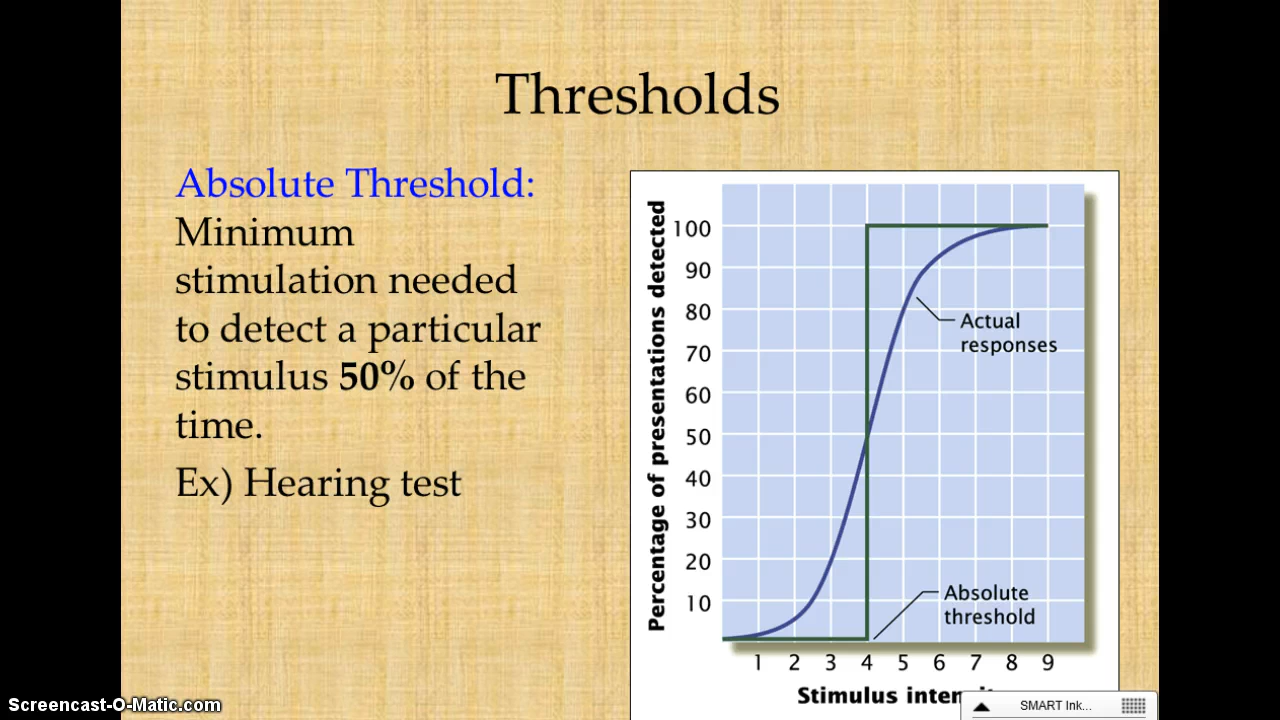 Thresholds
Absolute Threshold:
Minimum
stimulation needed
to detect a particular
stimulus 50% of the
time.
Ex) Hearing test
Percentage of presentations detected
100
90
80
70
60
50
40
30
20
10
Actual
responses
Absolute
threshold
1 2 3 4 5 6 7 8 9
Stimulus
SMART Ink...
Screencast-O-Matic.com